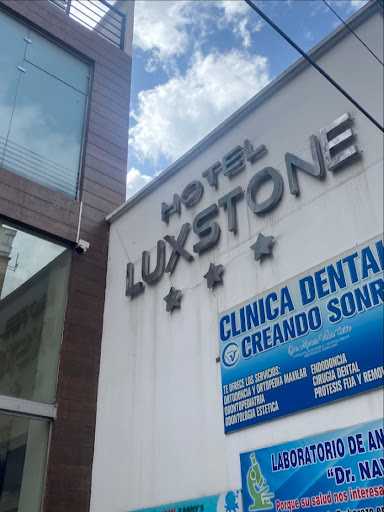 HOTEL
LUXSTONE
CLINICA DENTAL
CREANDO SONR
TE OFRECE LOS SERVICIOS:
ORTODONCIA Y ORTOPEDIA MAXILAR ENDODONCIA
ODONTOPEDIATRIA CIRUGIA DENTAL
ODONTOLOGIA ESTETICA PROTESIS FIJA Y REMOV
LABORATORIO DE AN
"Dr. NA
Porque su salud nos interesa